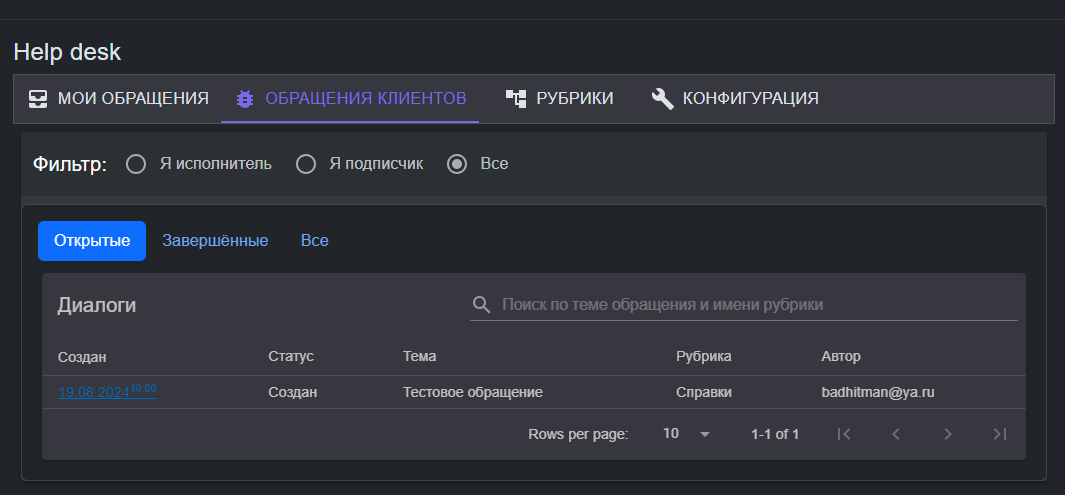 Help desk
МОИ ОБРАЩЕНИЯ ОБРАЩЕНИЯ КЛИЕНТОВ РУБРИКИ КОНФИГУРАЦИЯ
Фильтр: Я исполнитель Я подписчик Все
Открытые Завершённые Все
Диалоги Поиск по теме обращения и имени рубрики
Создан Статус Тема Рубрика Автор
19.08.2024 10:00 Создан Тестовое обращение Справки badhitman@ya.ru
Rows per page: 10 1-1 of 1